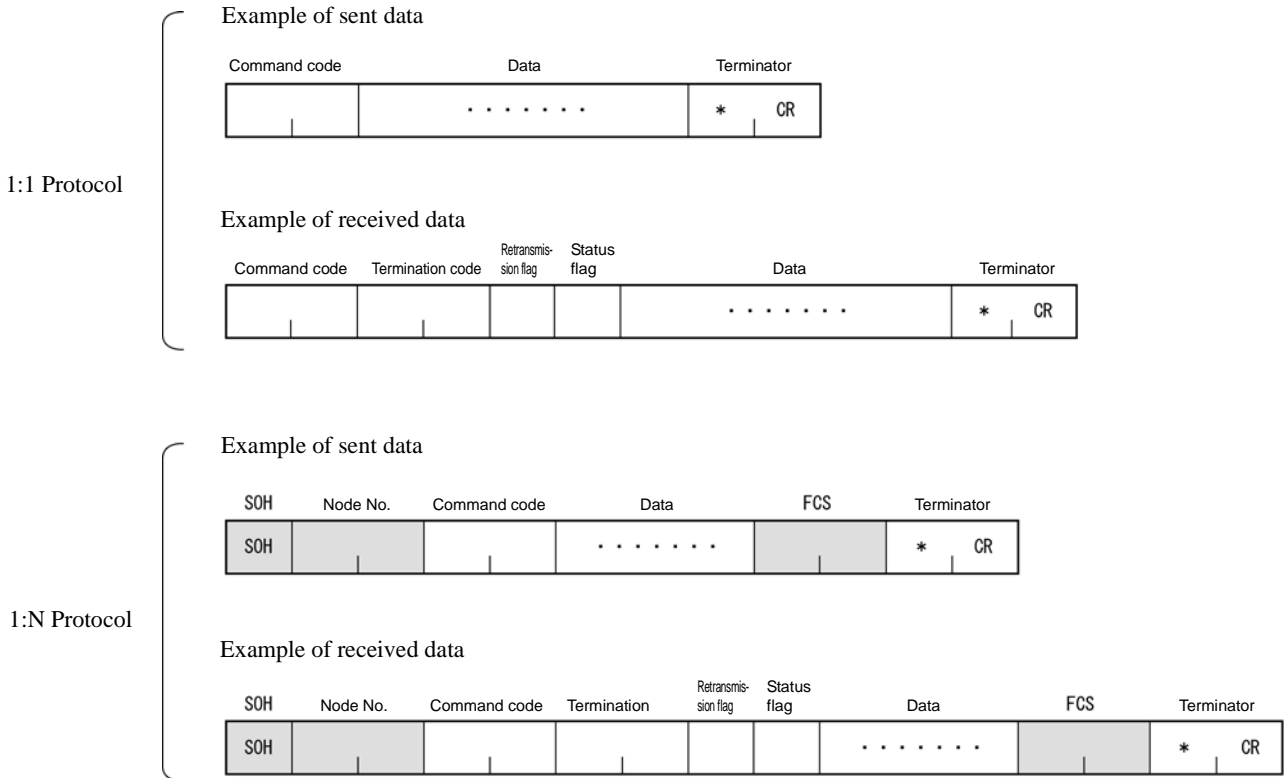 Example of sent data
Command code Data Terminator
・・・・・・・ * CR
1:1 Protocol
Example of received data
Command code Termination code Retransmis-
sion flag Status
flag Data Terminator
・・・・・・・ * CR
Example of sent data
SOH Node No. Command code Data FCS Terminator
SOH ・・・・・・・ * CR
1:N Protocol
Example of received data
SOH Node No. Command code Termination Retransmis-
sion flag Status
flag Data FCS Terminator
SOH ・・・・・・・ * CR